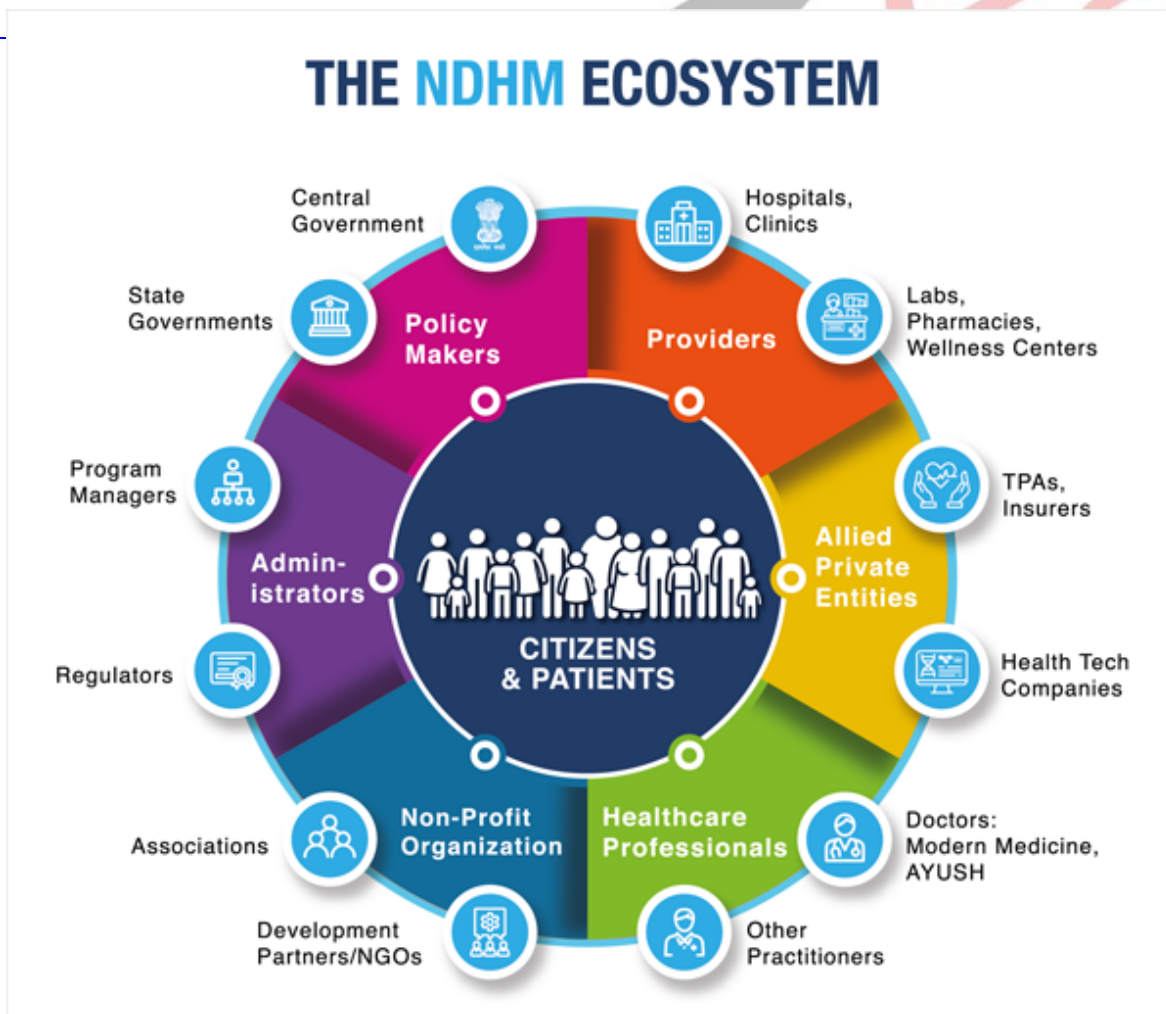 THE NDHM ECOSYSTEM
Central
Government
Hospitals,
Clinics
State
Governments
Labs,
Pharmacies,
Wellness Centers
Policy
Makers
Providers
Program
Managers
TPAs,
Insurers
Admin-
istrators
Allied
Private
Entities
CITIZENS
& PATIENTS
Regulators
Health Tech
Companies
Non-Profit
Organization
Healthcare
Professionals
Associations
Doctors:
Modern Medicine,
AYUSH
Development
Partners/NGOs
Other
Practitioners